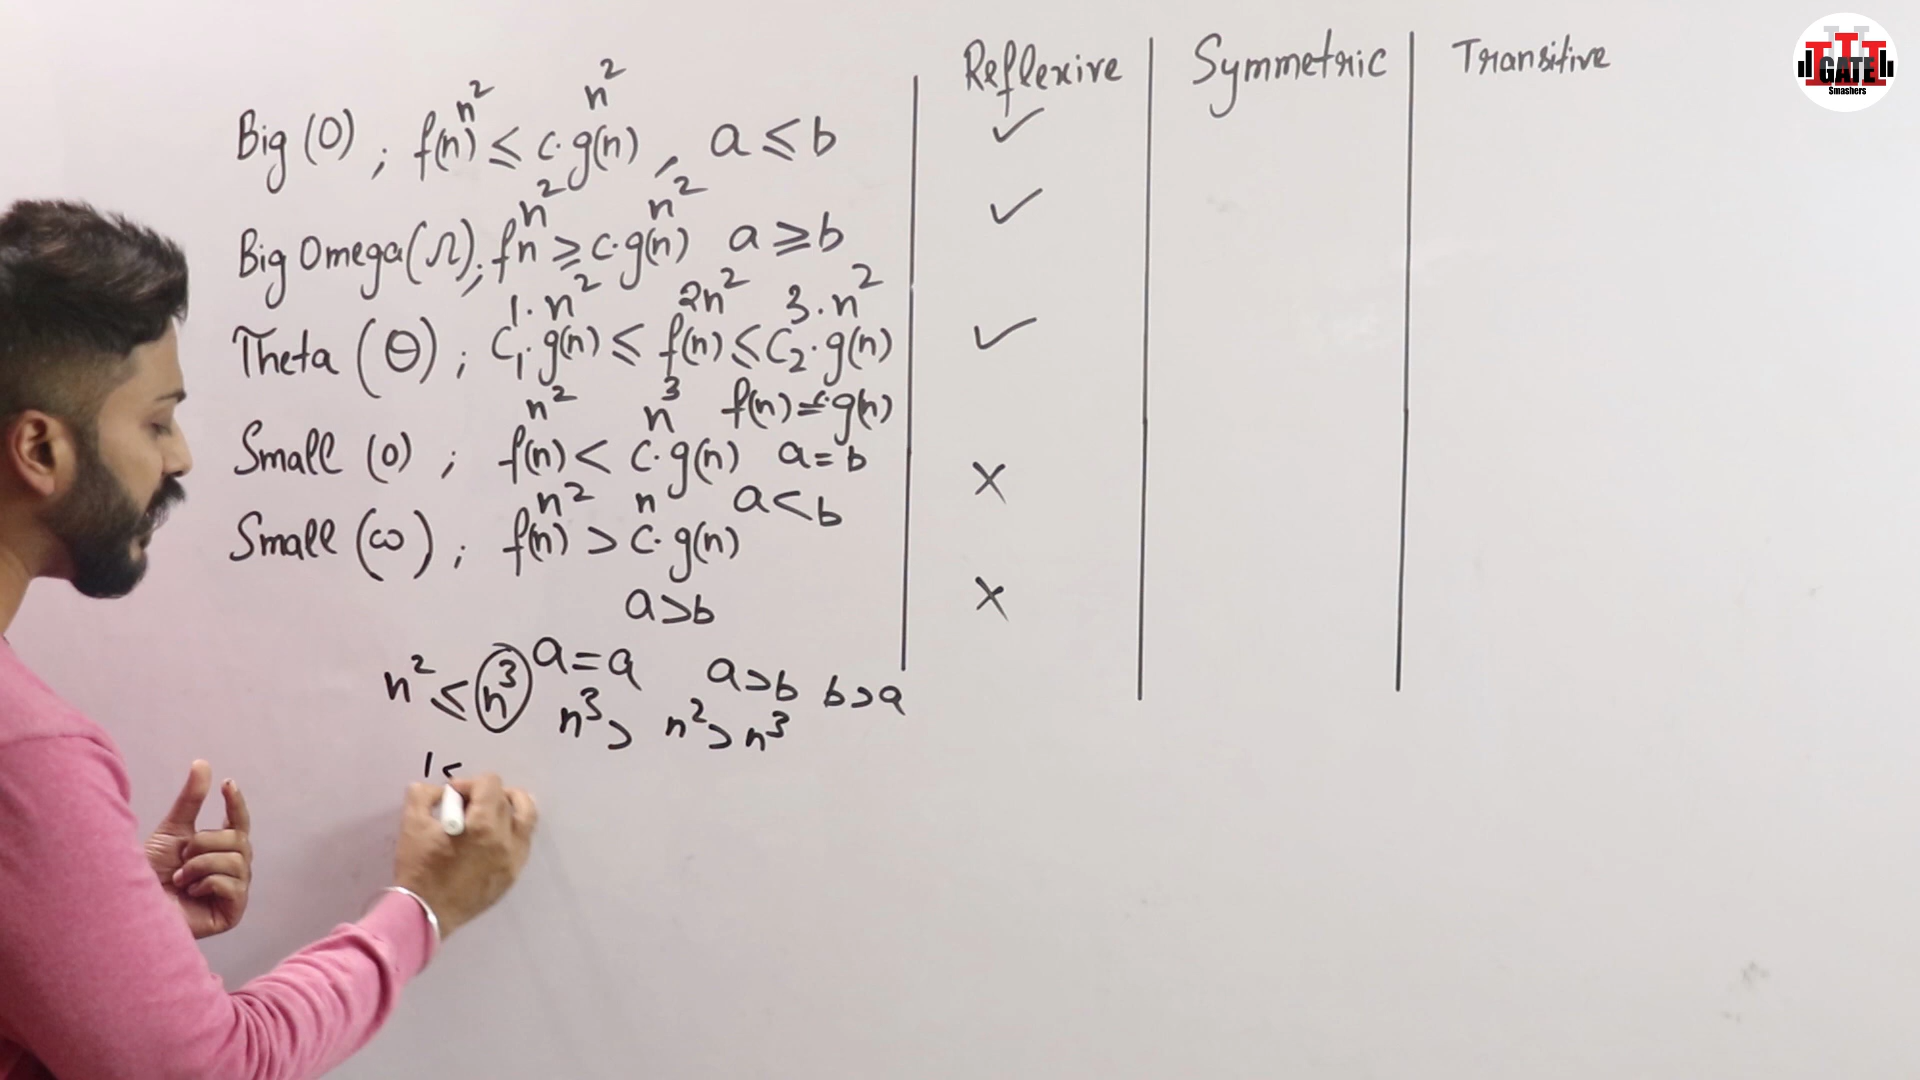 Reflexive Symmetric Transitive
GATE
Smashers
n² n²
Big (O) ; f(n) ≤ c·g(n) , a ≤ b ✓
n² n²
Big Omega (Ω) ; fn ≥ c·g(n) a ≥ b ✓
1·n² 2n² 3·n²
Theta (Θ) ; C₁·g(n) ≤ f(n) ≤ C₂·g(n) ✓
n² n³ f(n) = g(n)
Small (o) ; f(n) < c·g(n) a = b ×
n² n a < b
Small (ω) ; f(n) > c·g(n)
a > b ×
n² ≤ n³ a = a a > b b > a
n³ > n² > n³
1 ≤